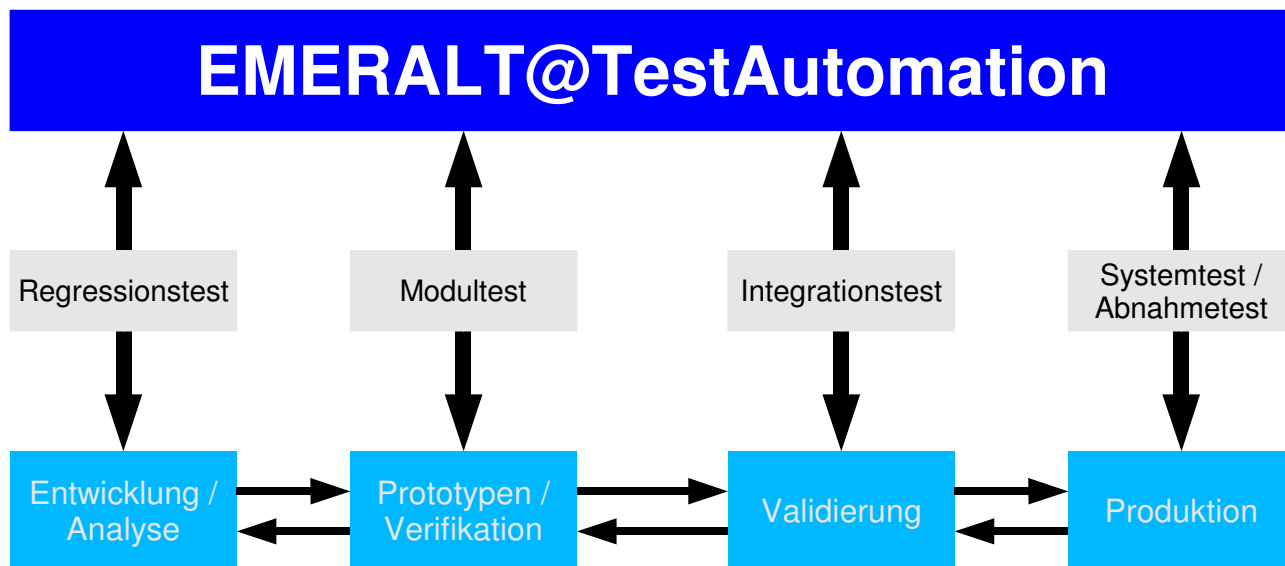 EMERALT@TestAutomation
Regressionstest
Modultest
Integrationstest
Systemtest /
Abnahmetest
Entwicklung /
Analyse
Prototypen /
Verifikation
Validierung
Produktion